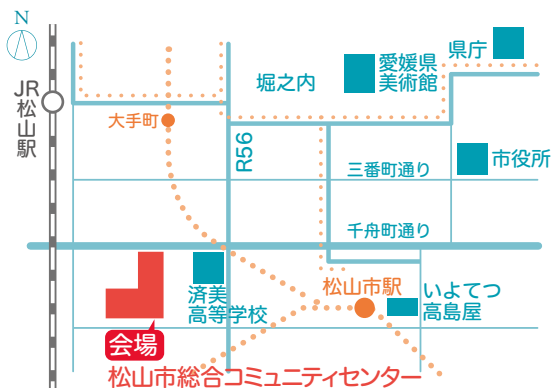 N
県庁
愛媛県
美術館
堀之内
JR松山駅
大手町
R56
市役所
三番町通り
千舟町通り
松山市駅
いよてつ
高島屋
済美
高等学校
会場
松山市総合コミュニティセンター